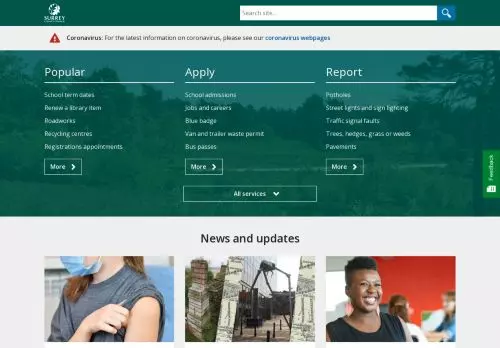 SURREY
Search site...
Coronavirus: For the latest information on coronavirus, please see our coronavirus webpages
Popular
School term dates
Renew a library item
Roadworks
Recycling centres
Registrations appointments
More
Apply
School admissions
Jobs and careers
Blue badge
Van and trailer waste permit
Bus passes
More
Report
Potholes
Street lights and sign lighting
Traffic signal faults
Trees, hedges, grass or weeds
Pavements
More
All services
Feedback
News and updates